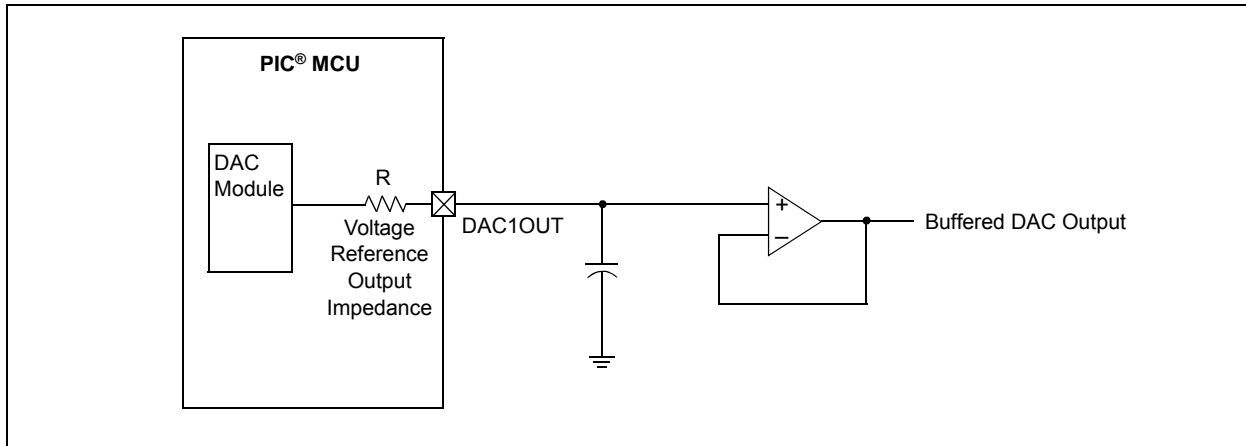 PIC® MCU
DAC
Module
R
Voltage
Reference
Output
Impedance
DAC1OUT
+
–
Buffered DAC Output